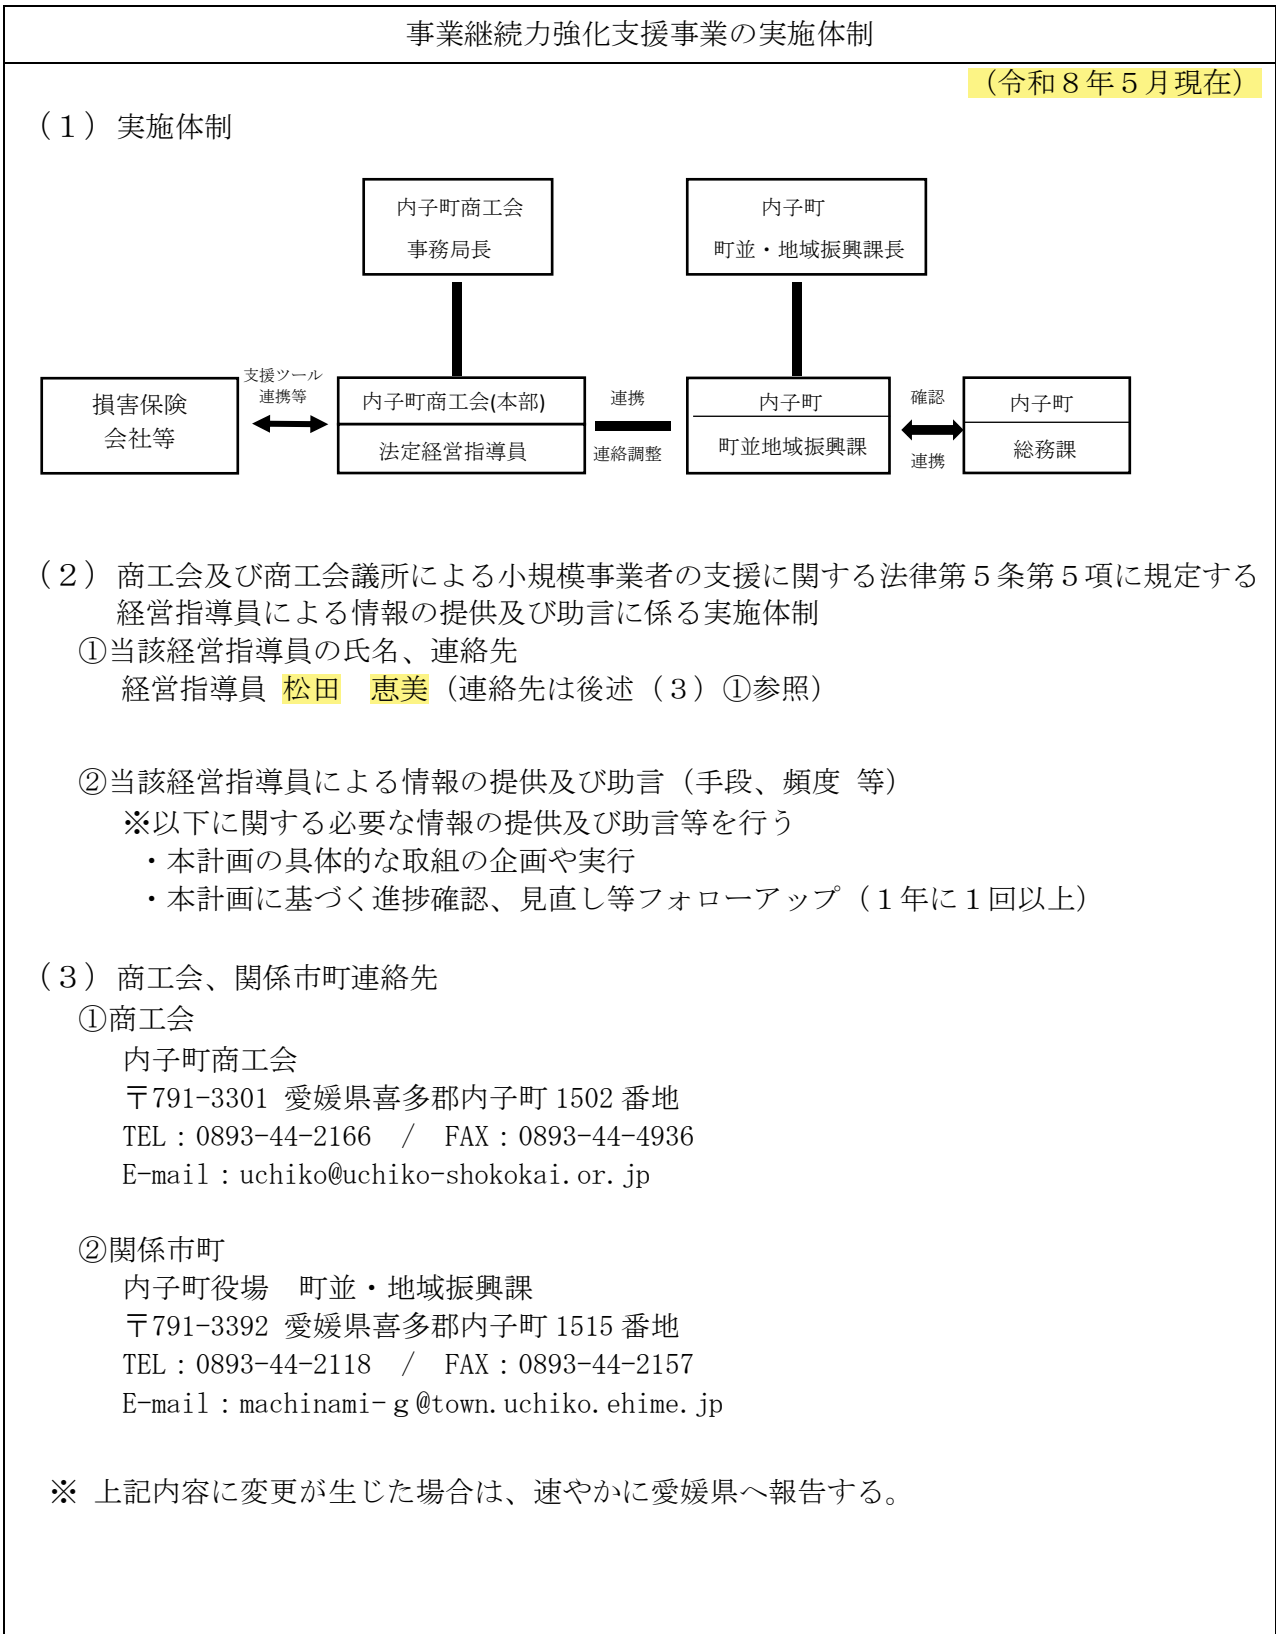 事業継続力強化支援事業の実施体制
（令和８年５月現在）
（１）実施体制
内子町商工会
事務局長
内子町
町並・地域振興課長
損害保険
会社等
支援ツール
連携等
内子町商工会(本部)
法定経営指導員
連携
連絡調整
内子町
町並地域振興課
確認
連携
内子町
総務課
（２）商工会及び商工会議所による小規模事業者の支援に関する法律第５条第５項に規定する
経営指導員による情報の提供及び助言に係る実施体制
①当該経営指導員の氏名、連絡先
経営指導員 松田　恵美（連絡先は後述（３）①参照）
②当該経営指導員による情報の提供及び助言（手段、頻度 等）
※以下に関する必要な情報の提供及び助言等を行う
・本計画の具体的な取組の企画や実行
・本計画に基づく進捗確認、見直し等フォローアップ（１年に１回以上）
（３）商工会、関係市町連絡先
①商工会
内子町商工会
〒791-3301 愛媛県喜多郡内子町 1502 番地
TEL：0893-44-2166 / FAX：0893-44-4936
E-mail：uchiko@uchiko-shokokai.or.jp
②関係市町
内子町役場　町並・地域振興課
〒791-3392 愛媛県喜多郡内子町 1515 番地
TEL：0893-44-2118 / FAX：0893-44-2157
E-mail：machinami-ｇ@town.uchiko.ehime.jp
※ 上記内容に変更が生じた場合は、速やかに愛媛県へ報告する。